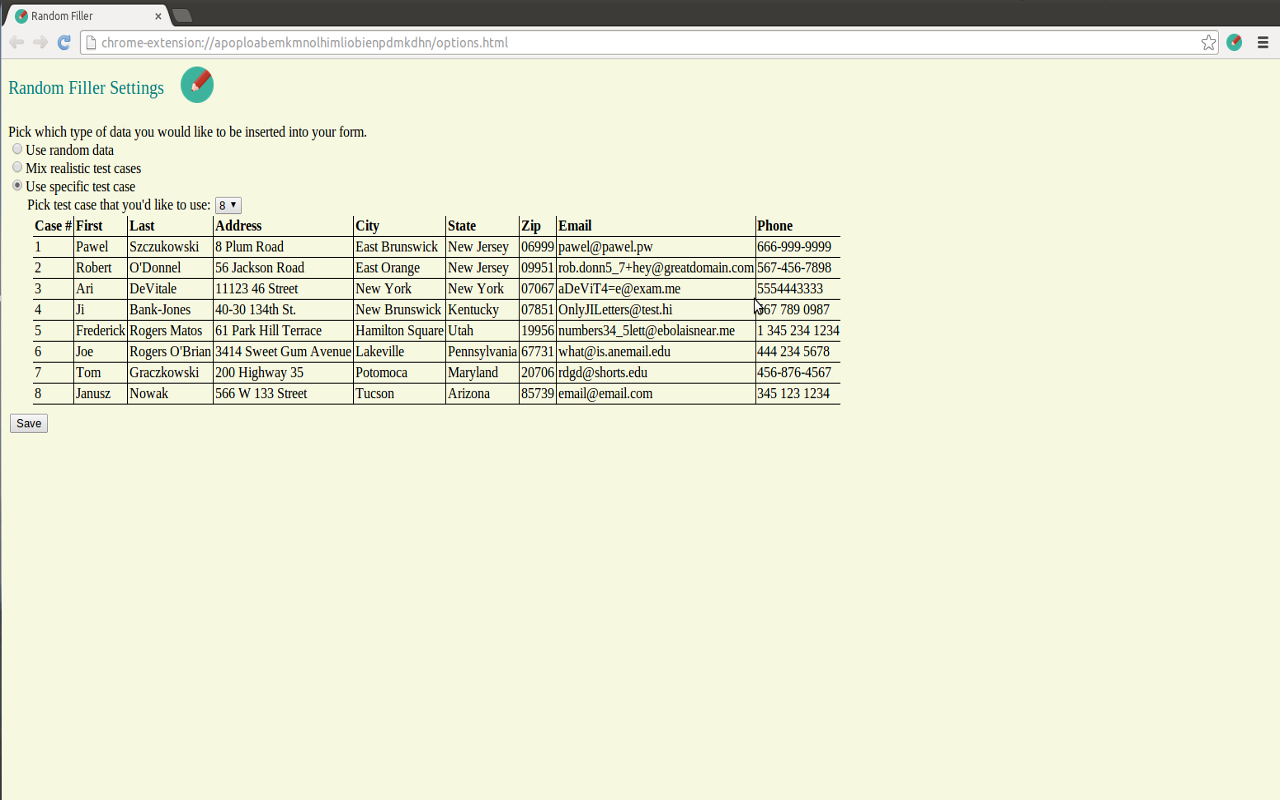 Random Filler
chrome-extension://apoploabemkmnolhimliobienpdmkdhn/options.html
Random Filler Settings
Pick which type of data you would like to be inserted into your form.
Use random data
Mix realistic test cases
Use specific test case
Pick test case that you'd like to use: 8
Case # First Last Address City State Zip Email Phone
1 Pawel Szczukowski 8 Plum Road East Brunswick New Jersey 06999 pawel@pawel.pw 666-999-9999
2 Robert O'Donnel 56 Jackson Road East Orange New Jersey 09951 rob.donn5_7+hey@greatdomain.com 567-456-7898
3 Ari DeVitale 11123 46 Street New York New York 07067 aDeViT4=e@exam.me 5554443333
4 Ji Bank-Jones 40-30 134th St. New Brunswick Kentucky 07851 OnlyJILetters@test.hi 789 0987
5 Frederick Rogers Matos 61 Park Hill Terrace Hamilton Square Utah 19956 numbers34_5lett@ebolaisnear.me 1 345 234 1234
6 Joe Rogers O'Brian 3414 Sweet Gum Avenue Lakeville Pennsylvania 67731 what@is.anemail.edu 444 234 5678
7 Tom Graczkowski 200 Highway 35 Potomoca Maryland 20706 rdgd@shorts.edu 456-876-4567
8 Janusz Nowak 566 W 133 Street Tucson Arizona 85739 email@email.com 345 123 1234
Save